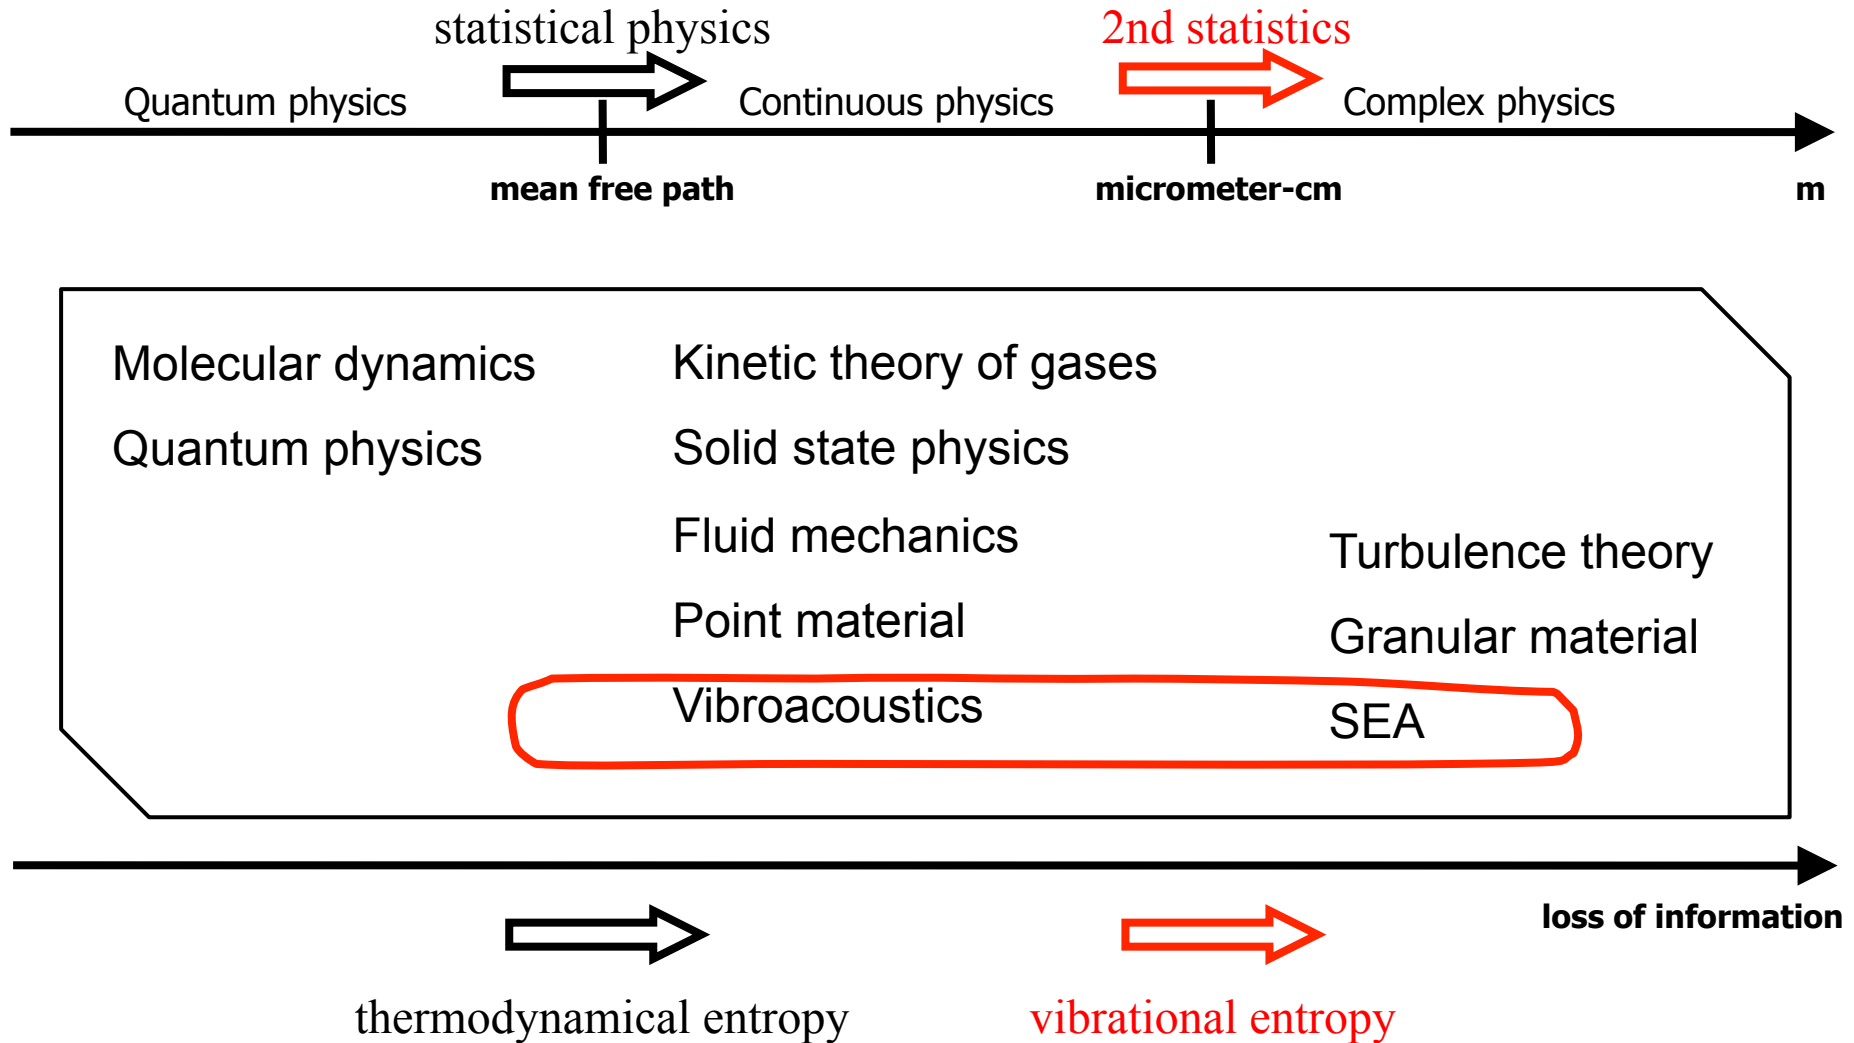 statistical physics
2nd statistics
Quantum physics
Continuous physics
Complex physics
mean free path
micrometer-cm
m
Molecular dynamics
Kinetic theory of gases
Quantum physics
Solid state physics
Fluid mechanics
Turbulence theory
Point material
Granular material
Vibroacoustics
SEA
loss of information
thermodynamical entropy
vibrational entropy